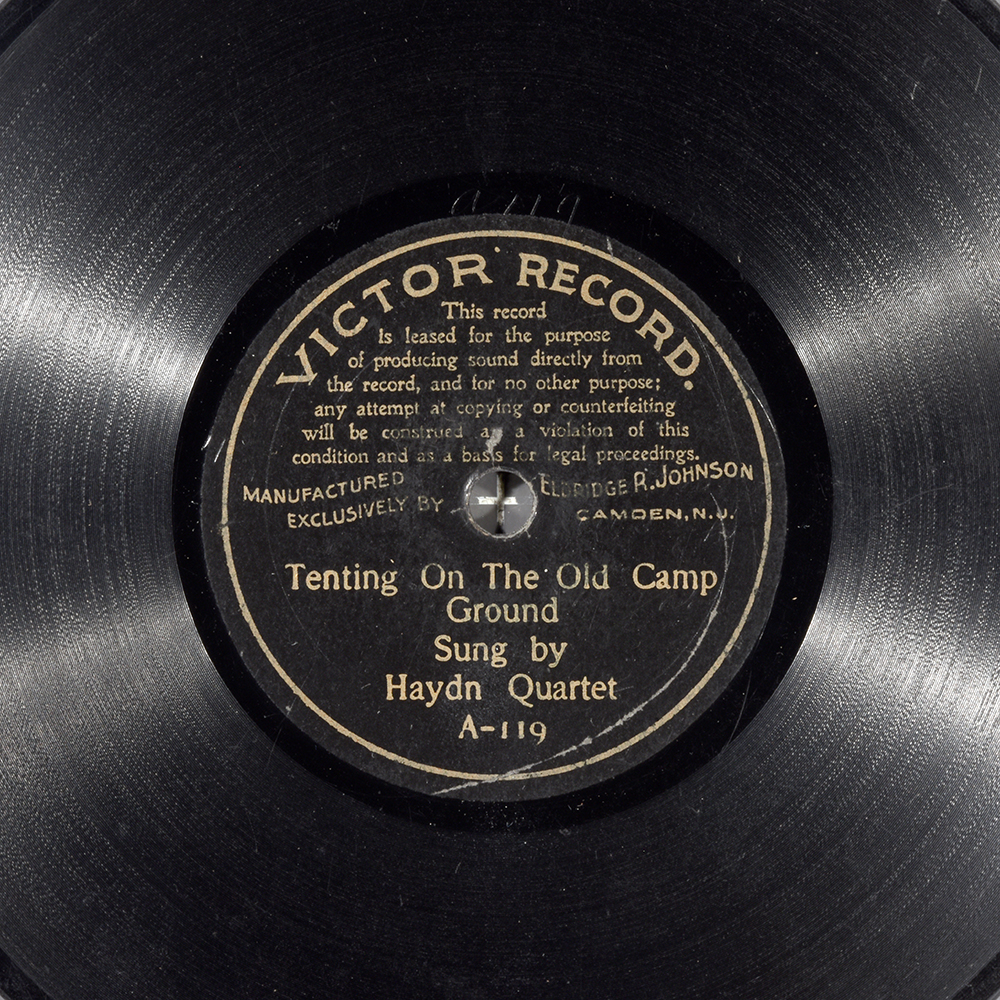 A-119
VICTOR RECORD.
This record
Is leased for the purpose
of producing sound directly from
the record, and for no other purpose;
any attempt at copying or counterfeiting
will be construed as a violation of this
condition and as a basis for legal proceedings.
MANUFACTURED
EXCLUSIVELY BY
ELDRIDGE R. JOHNSON
CAMDEN, N.J.
Tenting On The Old Camp
Ground
Sung by
Haydn Quartet
A-119